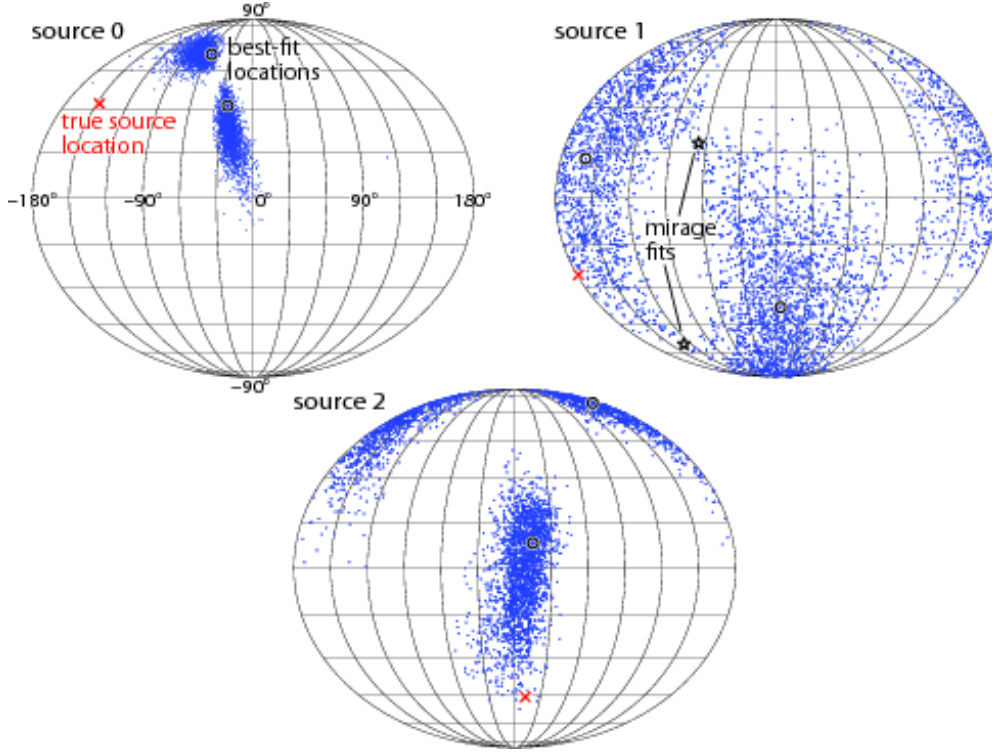 90°
source 0
best-fit
locations
true source
location
−180°
−90°
0°
90°
180°
−90°
source 1
mirage
fits
source 2